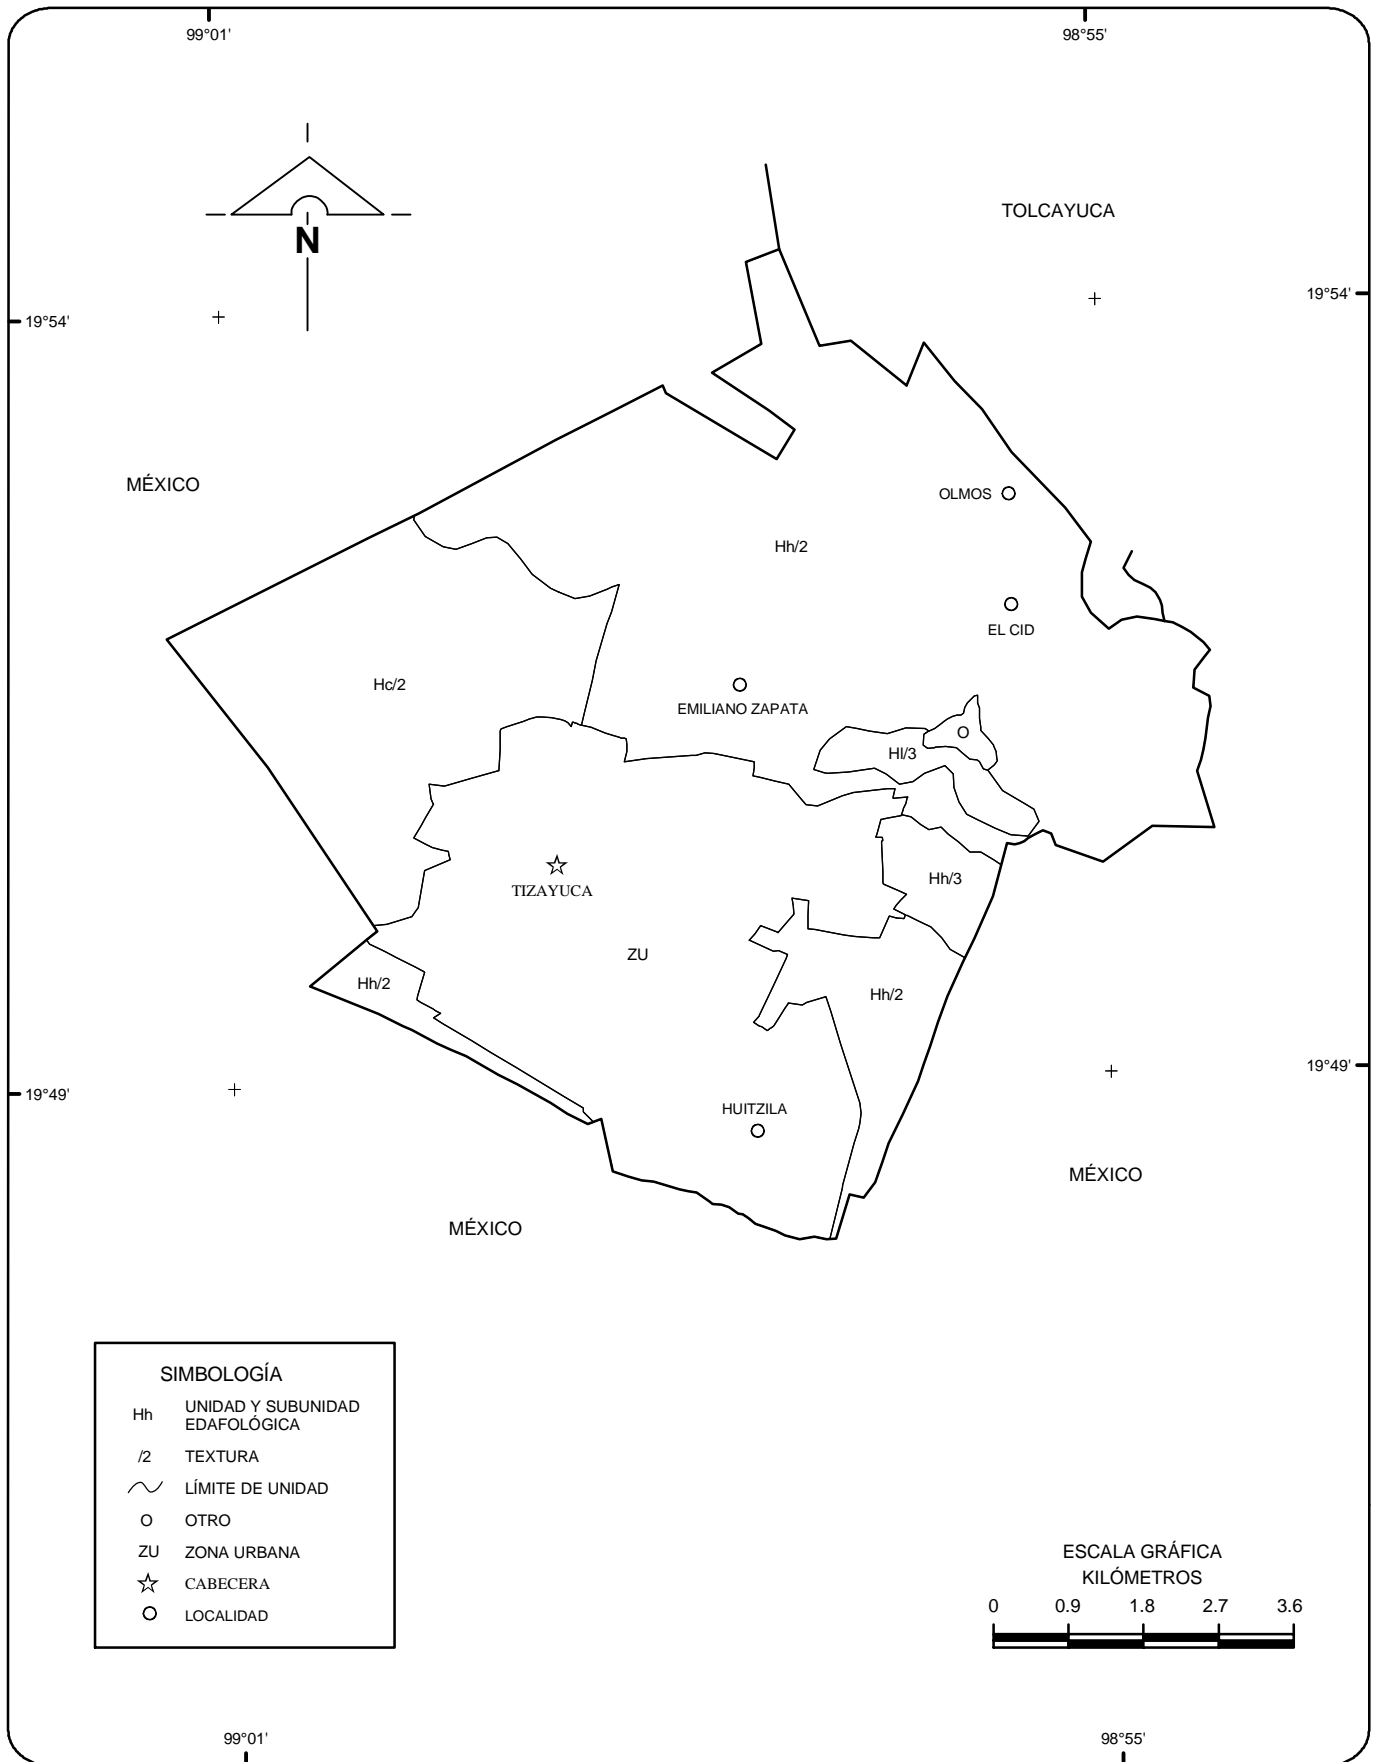 99°01'
98°55'
N
TOLCAYUCA
19°54'
19°54'
MÉXICO
OLMOS
Hh/2
EL CID
Hc/2
EMILIANO ZAPATA
O
Hl/3
TIZAYUCA
Hh/3
ZU
Hh/2
Hh/2
19°49'
19°49'
HUITZILA
MÉXICO
MÉXICO
SIMBOLOGÍA
Hh UNIDAD Y SUBUNIDAD
EDAFOLÓGICA
/2 TEXTURA
LÍMITE DE UNIDAD
O OTRO
ZU ZONA URBANA
CABECERA
LOCALIDAD
ESCALA GRÁFICA
KILÓMETROS
0 0.9 1.8 2.7 3.6
99°01'
98°55'